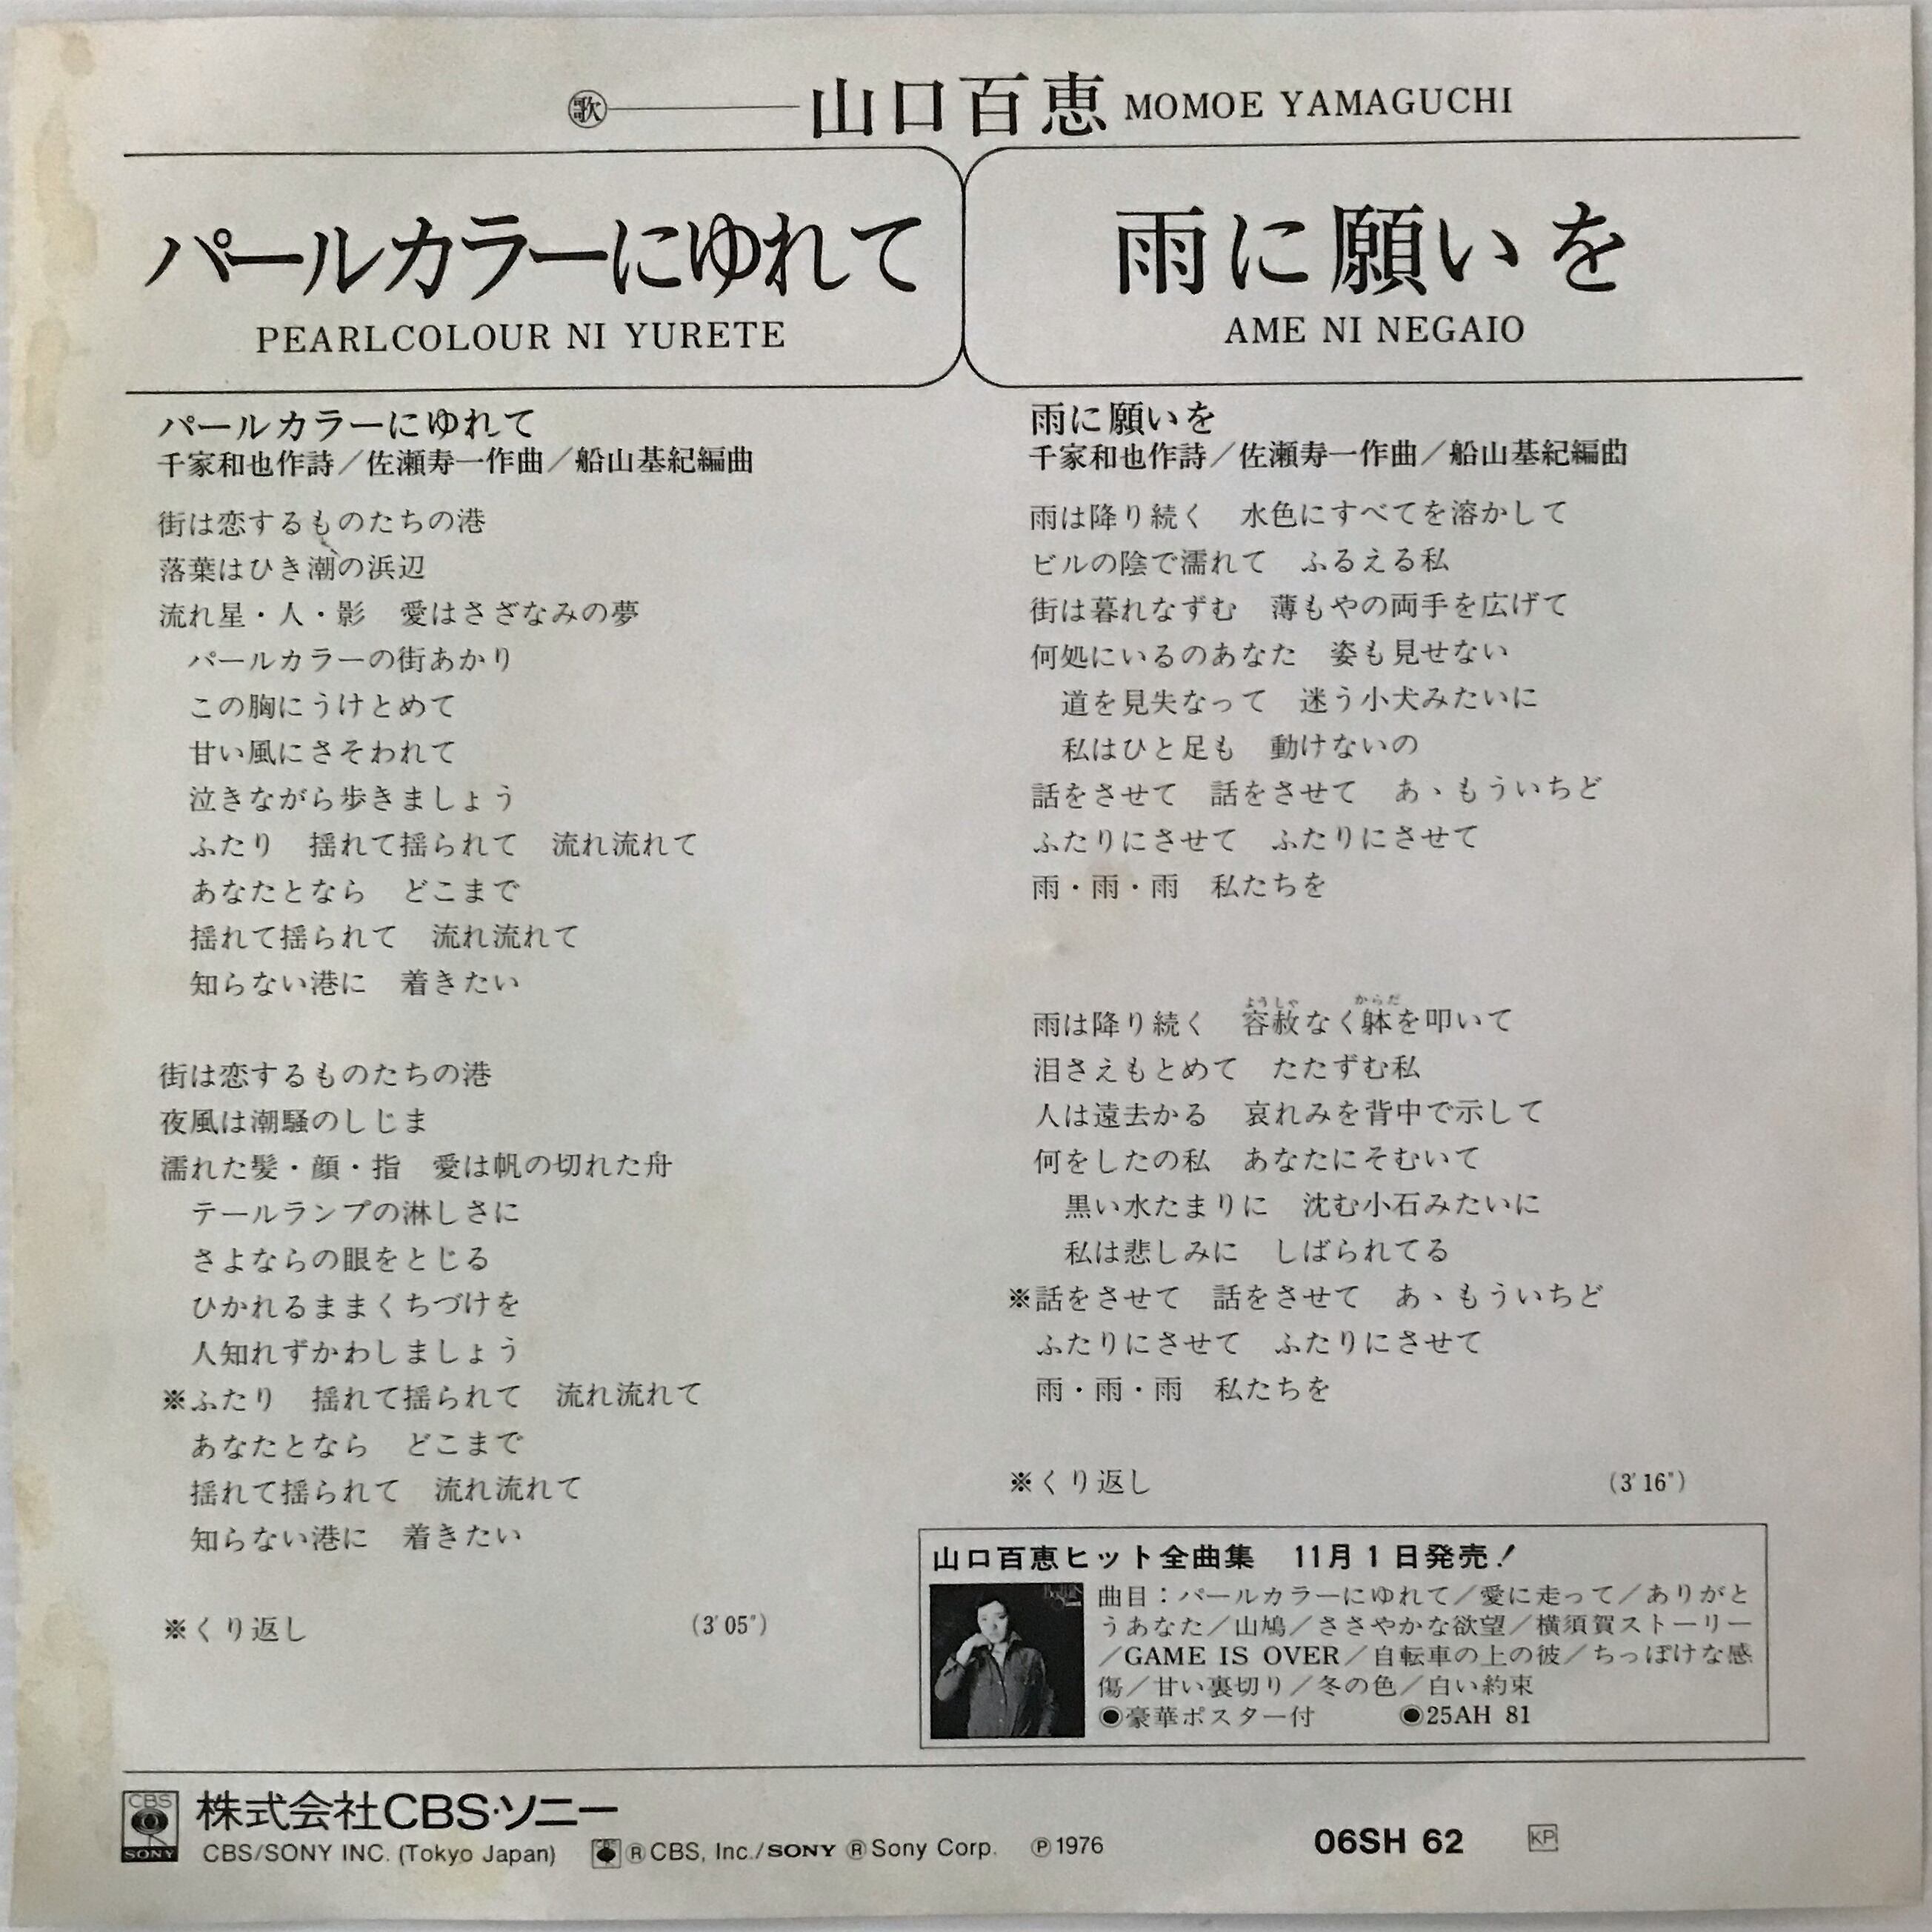 歌 山口百恵 MOMOE YAMAGUCHI
パールカラーにゆれて
PEARLCOLOUR NI YURETE
雨に願いを
AME NI NEGAIO
パールカラーにゆれて
千家和也作詩／佐瀬寿一作曲／船山基紀編曲
街は恋するものたちの港
落葉はひき潮の浜辺
流れ星・人・影　愛はさざなみの夢
パールカラーの街あかり
この胸にうけとめて
甘い風にさそわれて
泣きながら歩きましょう
ふたり　揺れて揺られて　流れ流れて
あなたとなら　どこまで
揺れて揺られて　流れ流れて
知らない港に　着きたい
街は恋するものたちの港
夜風は潮騒のしじま
濡れた髪・顔・指　愛は帆の切れた舟
テールランプの淋しさに
さよならの眼をとじる
ひかれるままくちづけを
人知れずかわしましょう
※ふたり　揺れて揺られて　流れ流れて
あなたとなら　どこまで
揺れて揺られて　流れ流れて
知らない港に　着きたい
※くり返し　(3′05″)
雨に願いを
千家和也作詩／佐瀬寿一作曲／船山基紀編曲
雨は降り続く　水色にすべてを溶かして
ビルの陰で濡れて　ふるえる私
街は暮れなずむ　薄もやの両手を広げて
何処にいるのあなた　姿も見せない
道を見失なって　迷う小犬みたいに
私はひと足も　動けないの
話をさせて　話をさせて　あゝもういちど
ふたりにさせて　ふたりにさせて
雨・雨・雨　私たちを
ようしゃ　からだ
雨は降り続く　容赦なく躰を叩いて
泪さえもとめて　たたずむ私
人は遠去かる　哀れみを背中で示して
何をしたの私　あなたにそむいて
黒い水たまりに　沈む小石みたいに
私は悲しみに　しばられてる
※話をさせて　話をさせて　あゝもういちど
ふたりにさせて　ふたりにさせて
雨・雨・雨　私たちを
※くり返し　(3′16″)
山口百恵ヒット全曲集　11月1日発売！
曲目：パールカラーにゆれて／愛に走って／ありがと
うあなた／山鳩／ささやかな欲望／横須賀ストーリー
／GAME IS OVER／自転車の上の彼／ちっぽけな感
傷／甘い裏切り／冬の色／白い約束
◉豪華ポスター付　◉25AH 81
CBS
SONY
株式会社CBS・ソニー
CBS/SONY INC. (Tokyo Japan)　ⓇCBS, Inc./SONY ⓇSony Corp.　Ⓟ1976
06SH 62　KP